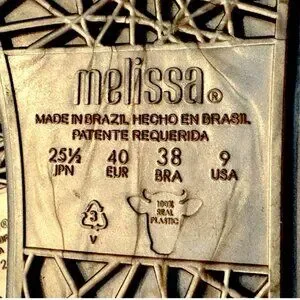 melissa®
MADE IN BRAZIL HECHO EN BRASIL
PATENTE REQUERIDA
25½ 40 38 9
JPN EUR BRA USA
3
V
100%
REAL
PLASTIC